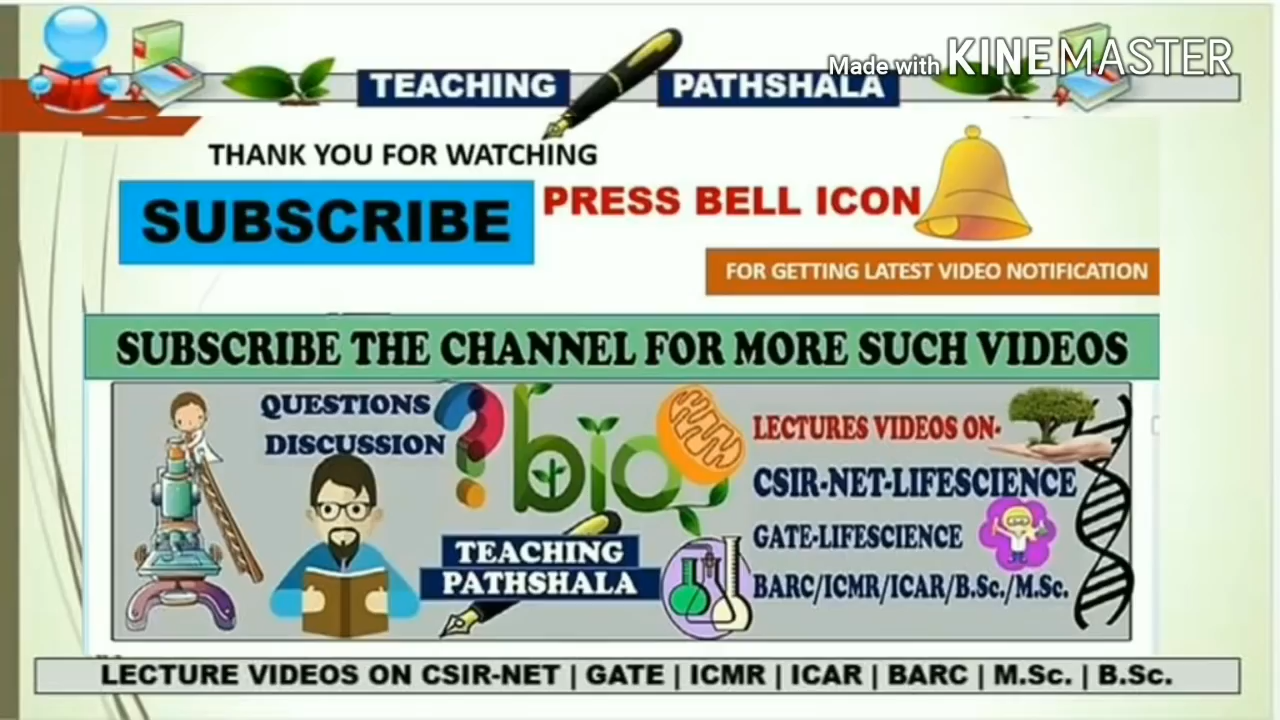 Made with KINEMASTER
TEACHING PATHSHALA
THANK YOU FOR WATCHING
SUBSCRIBE
PRESS BELL ICON
FOR GETTING LATEST VIDEO NOTIFICATION
SUBSCRIBE THE CHANNEL FOR MORE SUCH VIDEOS
QUESTIONS
DISCUSSION
bio
TEACHING
PATHSHALA
LECTURES VIDEOS ON-
CSIR-NET-LIFESCIENCE
GATE-LIFESCIENCE
BARC/ICMR/ICAR/B.Sc./M.Sc.
LECTURE VIDEOS ON CSIR-NET | GATE | ICMR | ICAR | BARC | M.Sc. | B.Sc.